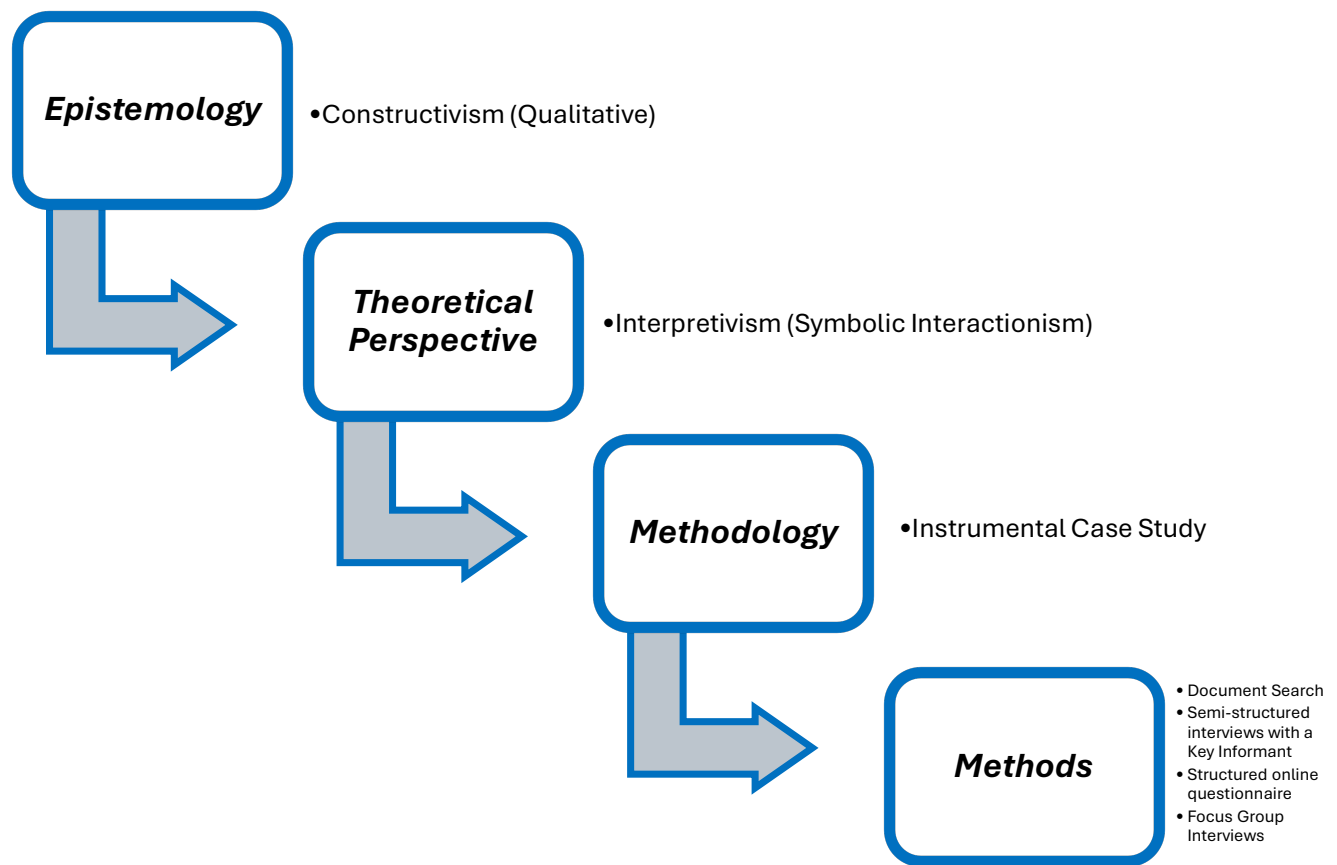 Epistemology
•Constructivism (Qualitative)
Theoretical
Perspective
•Interpretivism (Symbolic Interactionism)
Methodology
•Instrumental Case Study
Methods
• Document Search
• Semi-structured
interviews with a
Key Informant
• Structured online
questionnaire
• Focus Group
Interviews